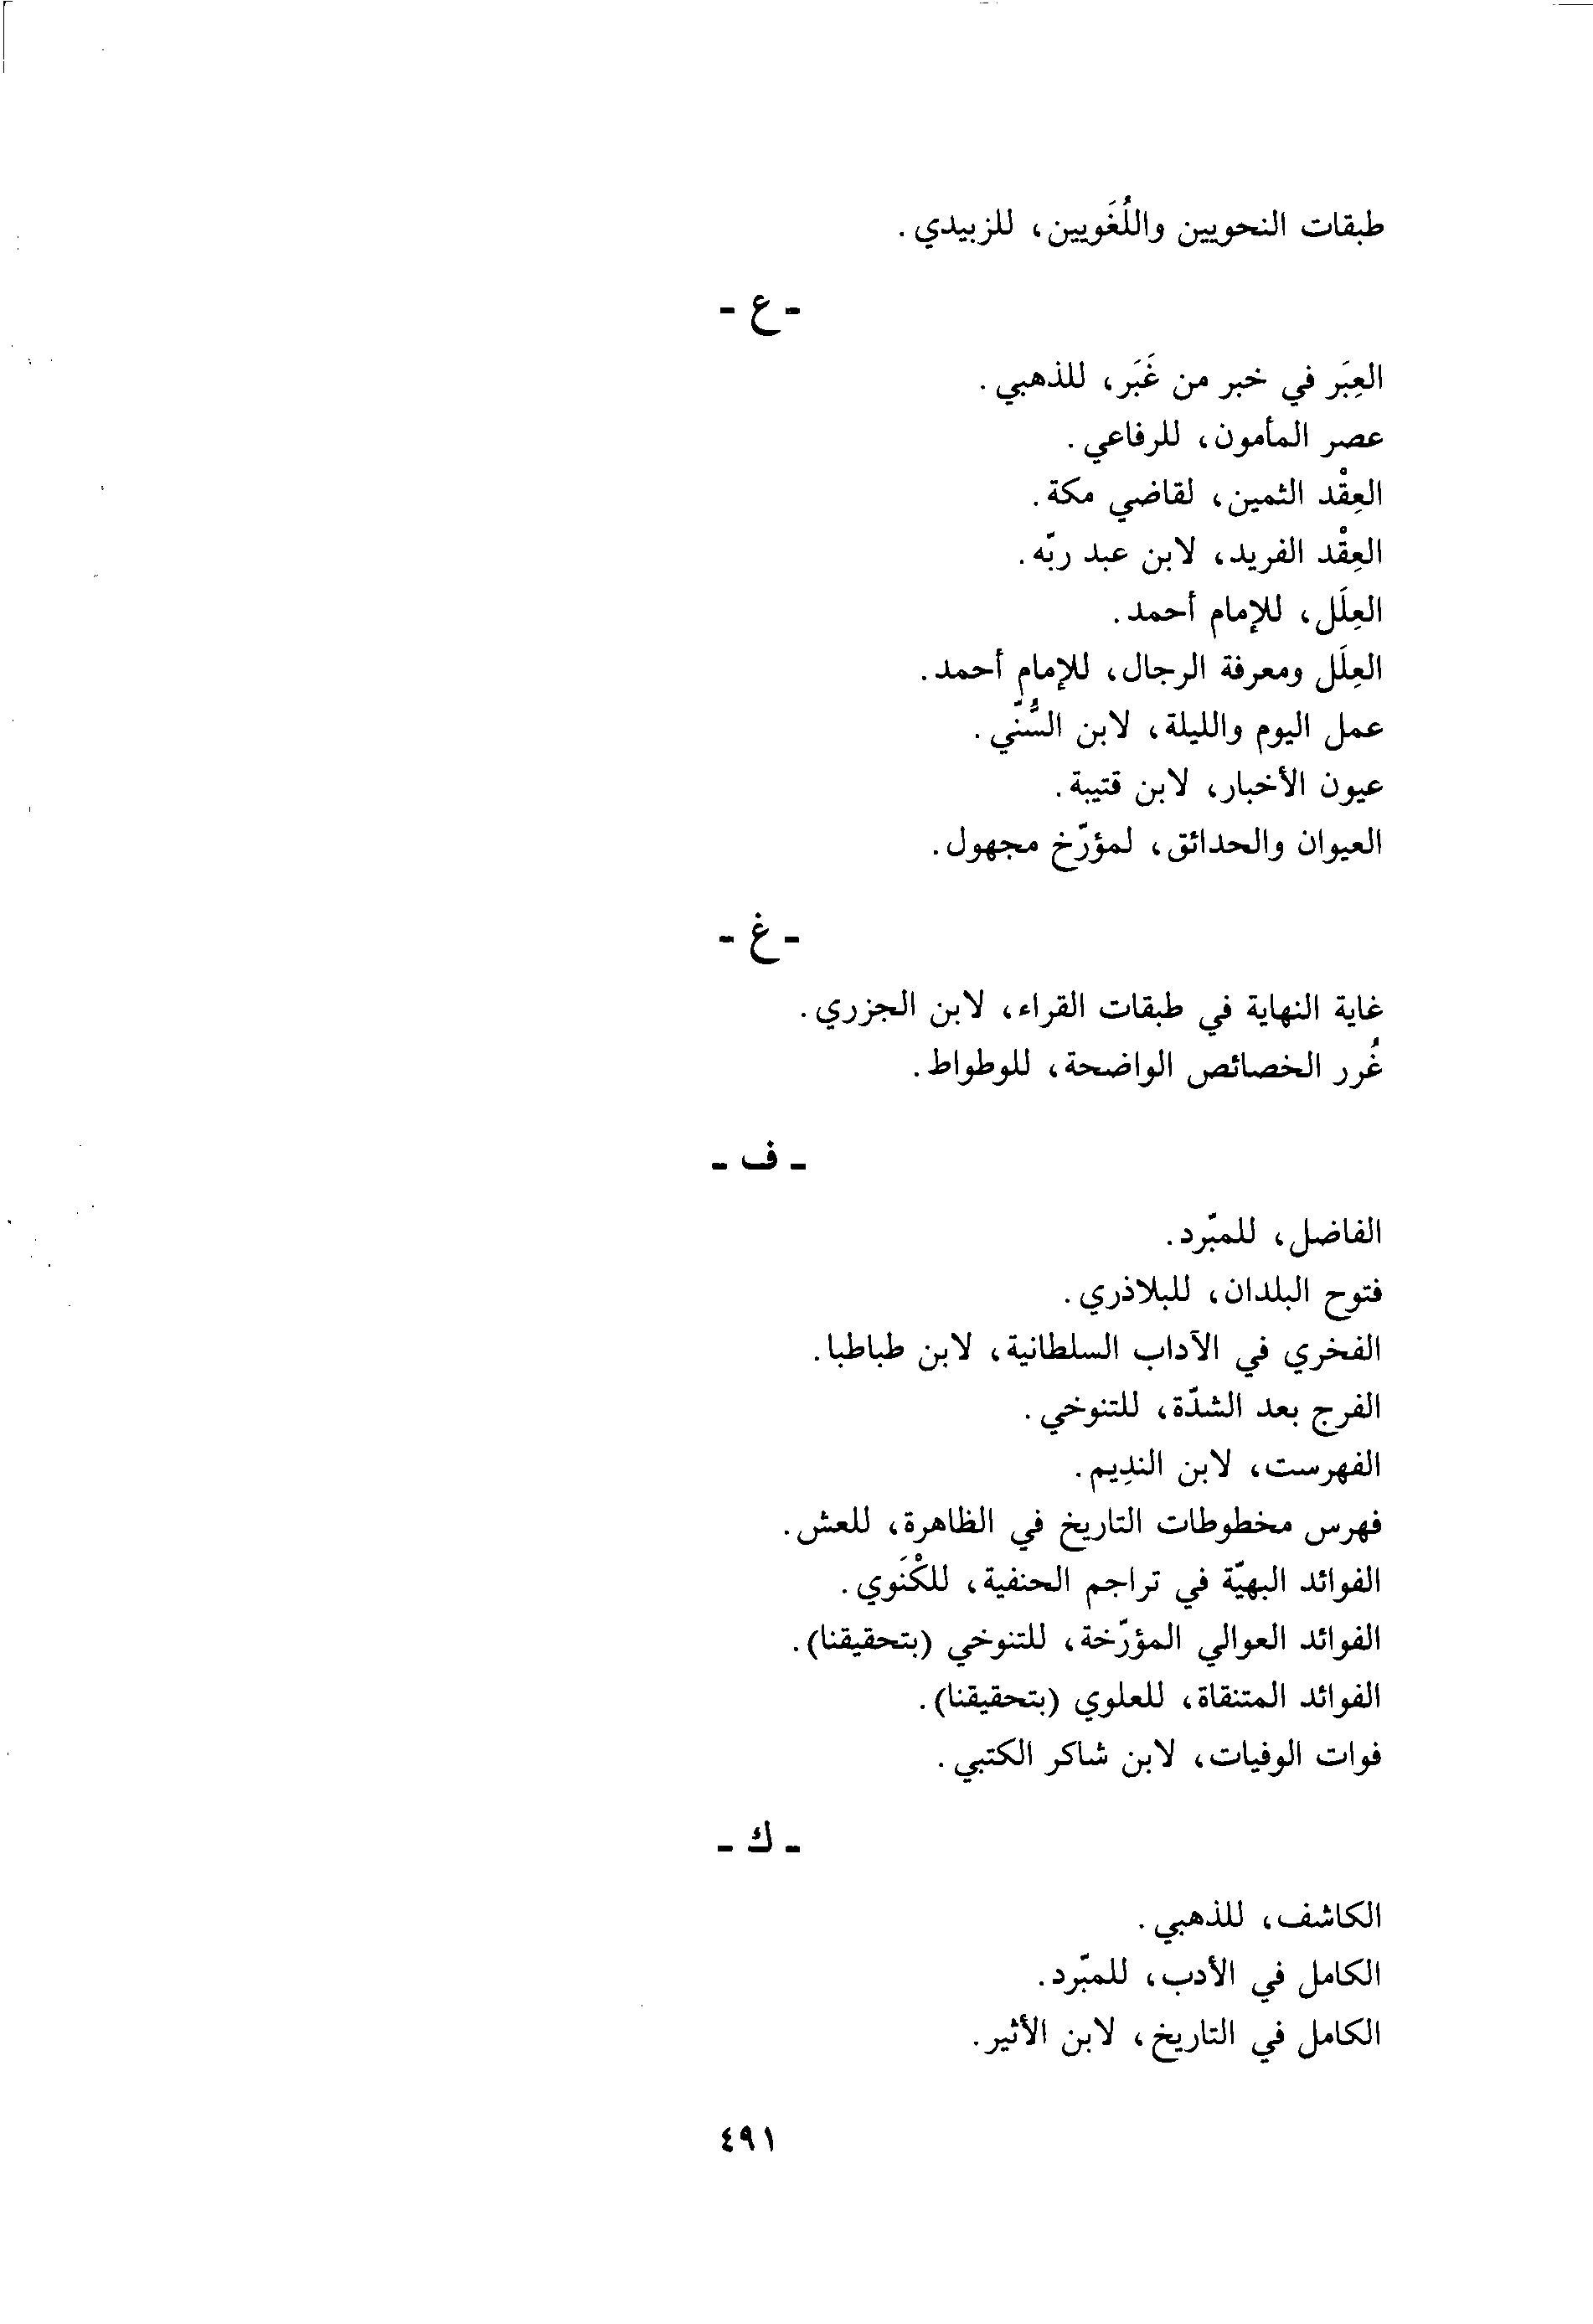 طبقات النحويين واللُغَويين، للزبيدي.
- ع -
العِبَر في خبر من غَبَر، للذهبي.
عصر المأمون، للرفاعي.
العِقْد الثمين، لقاضي مكة.
العِقْد الفريد، لابن عبد ربّه.
العِلَل، للإمام أحمد.
العِلَل ومعرفة الرجال، للإمام أحمد.
عمل اليوم والليلة، لابن السُّنّي.
عيون الأخبار، لابن قتيبة.
العيوان والحدائق، لمؤرّخ مجهول.
- غ -
غاية النهاية في طبقات القراء، لابن الجزري.
غُرر الخصائص الواضحة، للوطواط.
- ف -
الفاضل، للمبّرد.
فتوح البلدان، للبلاذري.
الفخري في الآداب السلطانية، لابن طباطبا.
الفرج بعد الشدّة، للتنوخي.
الفهرست، لابن الندِيم.
فهرس مخطوطات التاريخ في الظاهرة، للعش.
الفوائد البهيّة في تراجم الحنفية، للكْنَوي.
الفوائد العوالي المؤرّخة، للتنوخي (بتحقيقنا).
الفوائد المتنقاة، للعلوي (بتحقيقنا).
فوات الوفيات، لابن شاكر الكتبي.
- ك -
الكاشف، للذهبي.
الكامل في الأدب، للمبّرد.
الكامل في التاريخ، لابن الأثير.
٤٩١